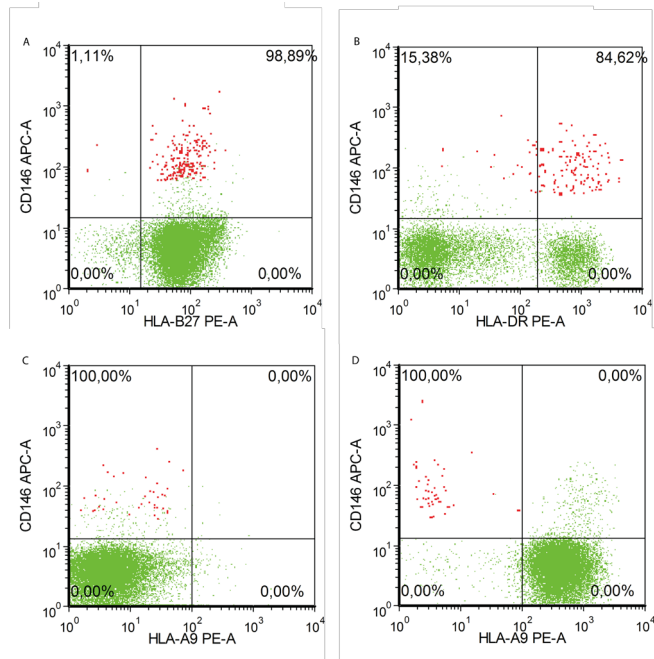 A
10⁴
1,11%
98,89%
10³
10²
10¹
10⁰
CD146 APC-A
0,00%
0,00%
10⁰ 10¹ 10² 10³ 10⁴
HLA-B27 PE-A
B
10⁴
15,38%
84,62%
10³
10²
10¹
10⁰
CD146 APC-A
0,00%
0,00%
10⁰ 10¹ 10² 10³ 10⁴
HLA-DR PE-A
C
10⁴
100,00%
0,00%
10³
10²
10¹
10⁰
CD146 APC-A
0,00%
0,00%
10⁰ 10¹ 10² 10³ 10⁴
HLA-A9 PE-A
D
10⁴
100,00%
0,00%
10³
10²
10¹
10⁰
CD146 APC-A
0,00%
0,00%
10⁰ 10¹ 10² 10³ 10⁴
HLA-A9 PE-A